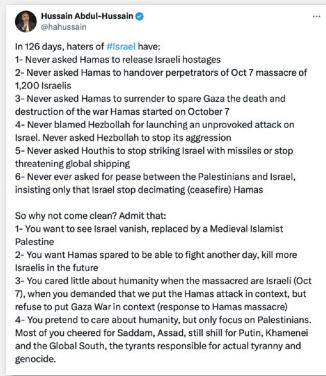 Hussain Abdul-Hussain
@hahussain
In 126 days, haters of #Israel have:
1- Never asked Hamas to release Israeli hostages
2- Never asked Hamas to handover perpetrators of Oct 7 massacre of
1,200 Israelis
3- Never asked Hamas to surrender to spare Gaza the death and
destruction of the war Hamas started on October 7
4- Never blamed Hezbollah for launching an unprovoked attack on
Israel. Never asked Hezbollah to stop its aggression
5- Never asked Houthis to stop striking Israel with missiles or stop
threatening global shipping
6- Never ever asked for pease between the Palestinians and Israel,
insisting only that Israel stop decimating (ceasefire) Hamas
So why not come clean? Admit that:
1- You want to see Israel vanish, replaced by a Medieval Islamist
Palestine
2- You want Hamas spared to be able to fight another day, kill more
Israelis in the future
3- You cared little about humanity when the massacred are Israeli (Oct
7), when you demanded that we put the Hamas attack in context, but
refuse to put Gaza War in context (response to Hamas massacre)
4- You pretend to care about humanity, but only focus on Palestinians.
Most of you cheered for Saddam, Assad, still shill for Putin, Khamenei
and the Global South, the tyrants responsible for actual tyranny and
genocide.